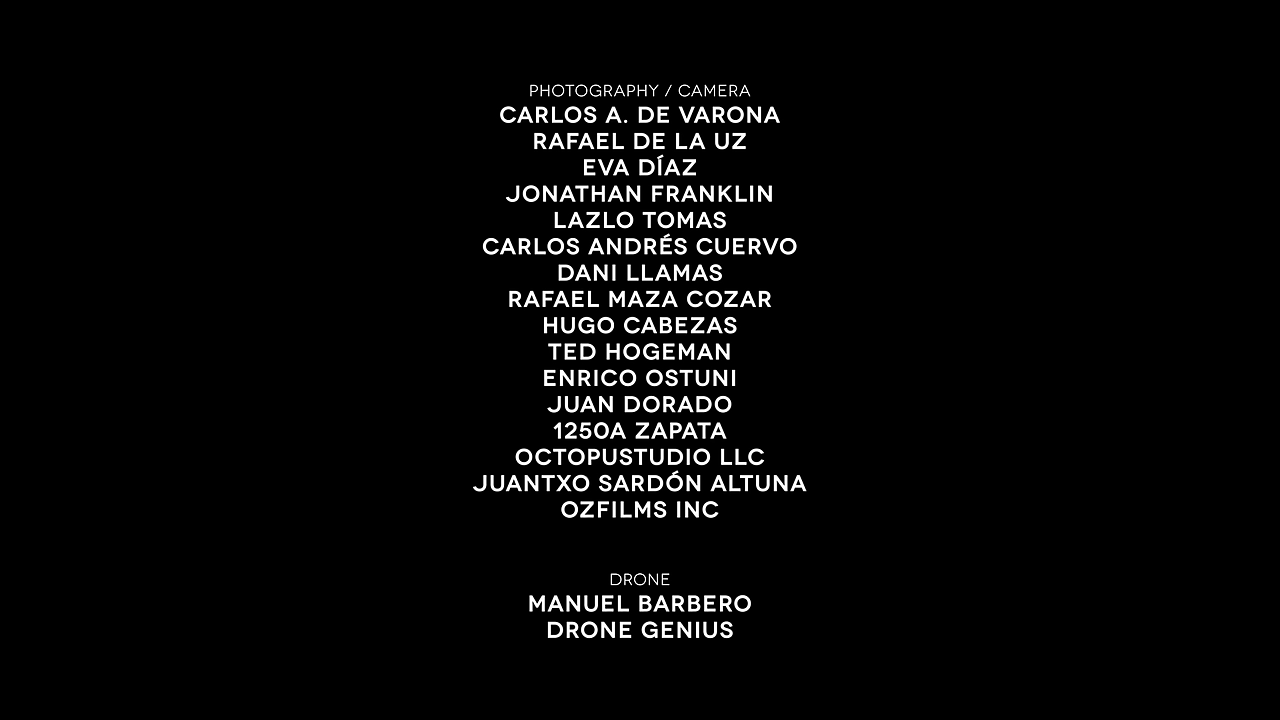 PHOTOGRAPHY / CAMERA
CARLOS A. DE VARONA
RAFAEL DE LA UZ
EVA DÍAZ
JONATHAN FRANKLIN
LAZLO TOMAS
CARLOS ANDRÉS CUERVO
DANI LLAMAS
RAFAEL MAZA COZAR
HUGO CABEZAS
TED HOGEMAN
ENRICO OSTUNI
JUAN DORADO
1250A ZAPATA
OCTOPUSTUDIO LLC
JUANTXO SARDÓN ALTUNA
OZFILMS INC
DRONE
MANUEL BARBERO
DRONE GENIUS